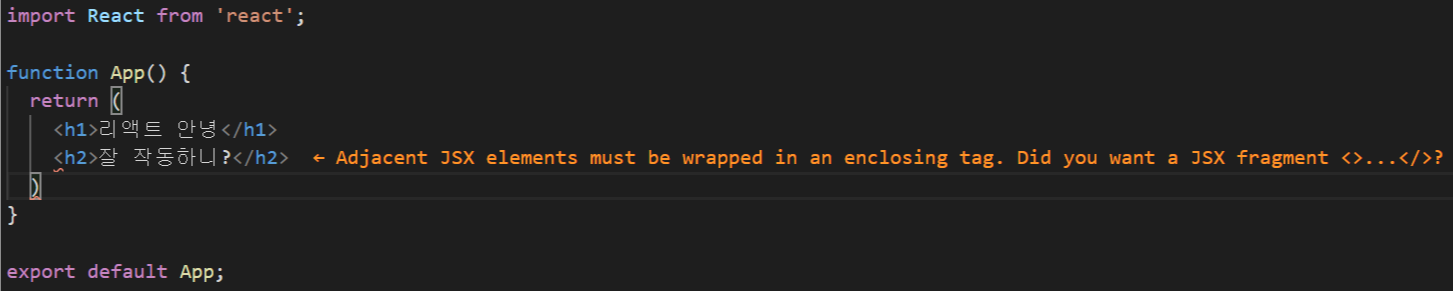 import React from 'react';
function App() {
return (
<h1>리액트 안녕</h1>
<h2>잘 작동하니?</h2> ← Adjacent JSX elements must be wrapped in an enclosing tag. Did you want a JSX fragment <>...</>?
)
}
export default App;